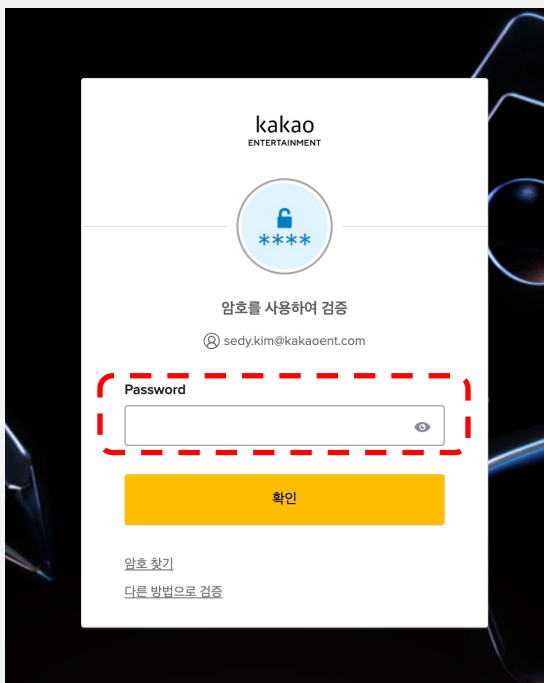 kakao
ENTERTAINMENT
****
암호를 사용하여 검증
sedy.kim@kakaoent.com
Password
확인
암호 찾기
다른 방법으로 검증